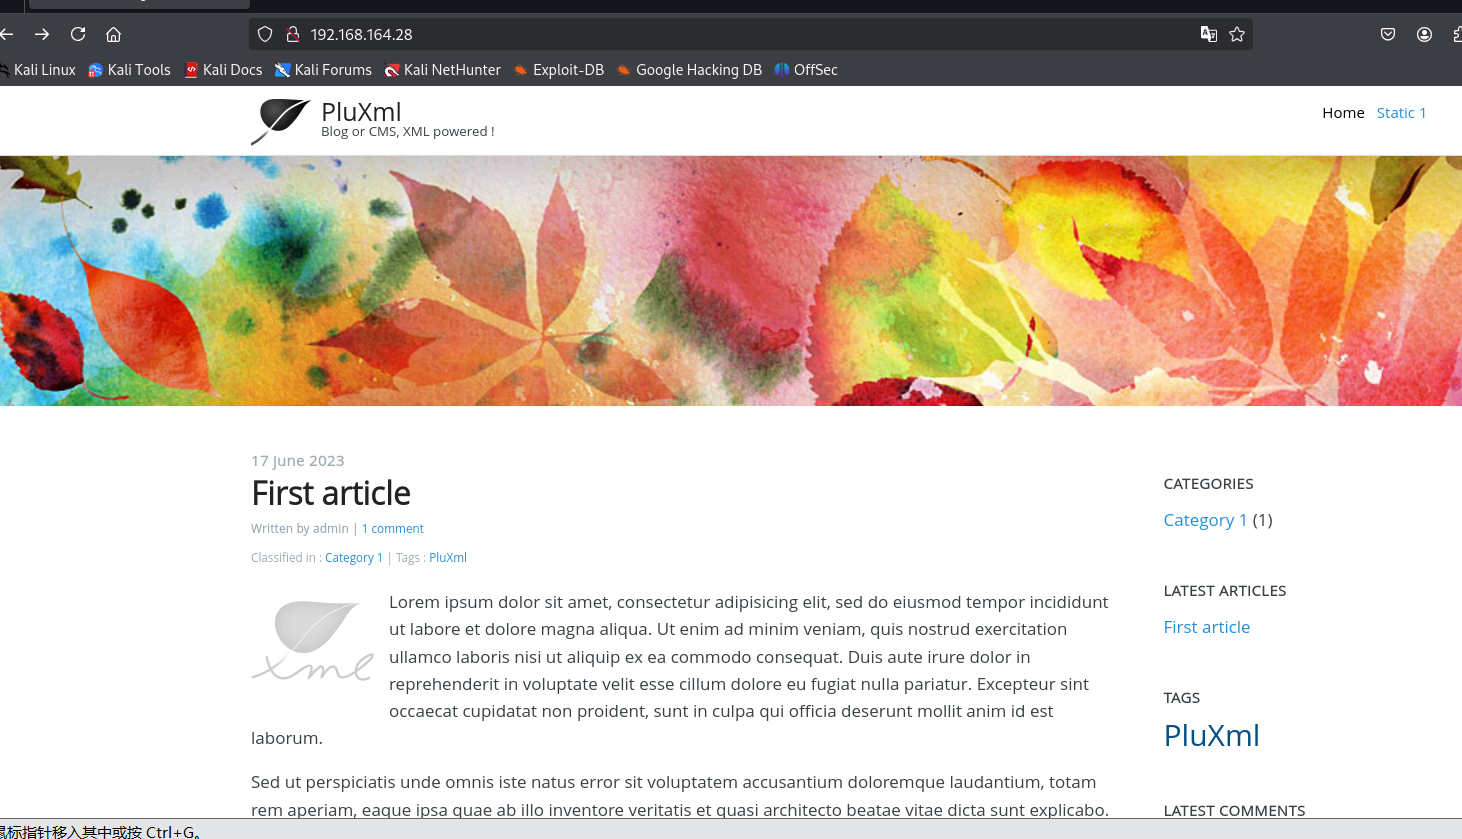 192.168.164.28
Kali Linux Kali Tools Kali Docs Kali Forums Kali NetHunter Exploit-DB Google Hacking DB OffSec
PluXml
Blog or CMS, XML powered !
Home Static 1
17 june 2023
First article
Written by admin | 1 comment
Classified in : Category 1 | Tags : PluXml
xml
Lorem ipsum dolor sit amet, consectetur adipisicing elit, sed do eiusmod tempor incididunt
ut labore et dolore magna aliqua. Ut enim ad minim veniam, quis nostrud exercitation
ullamco laboris nisi ut aliquip ex ea commodo consequat. Duis aute irure dolor in
reprehenderit in voluptate velit esse cillum dolore eu fugiat nulla pariatur. Excepteur sint
occaecat cupidatat non proident, sunt in culpa qui officia deserunt mollit anim id est
laborum.
Sed ut perspiciatis unde omnis iste natus error sit voluptatem accusantium doloremque laudantium, totam
rem aperiam, eaque ipsa quae ab illo inventore veritatis et quasi architecto beatae vitae dicta sunt explicabo.
CATEGORIES
Category 1 (1)
LATEST ARTICLES
First article
TAGS
PluXml
LATEST COMMENTS
鼠标指针移入其中或按 Ctrl+G。